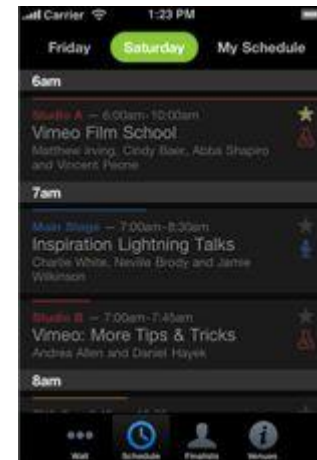 Carrier 1:23 PM
Friday Saturday My Schedule
6am
Studio A — 6:00am-10:00am
Vimeo Film School
Matthew Irving, Cindy Baer, Abba Shapiro
and Vincent Pecne
7am
Main Stage — 7:00am-8:30am
Inspiration Lightning Talks
Charlie White, Neville Brody and Jamie
Wilkinson
Studio B — 7:00am-7:45am
Vimeo: More Tips & Tricks
Andrea Allen and Daniel Hayek
8am
Wall Schedule Finalists Venues